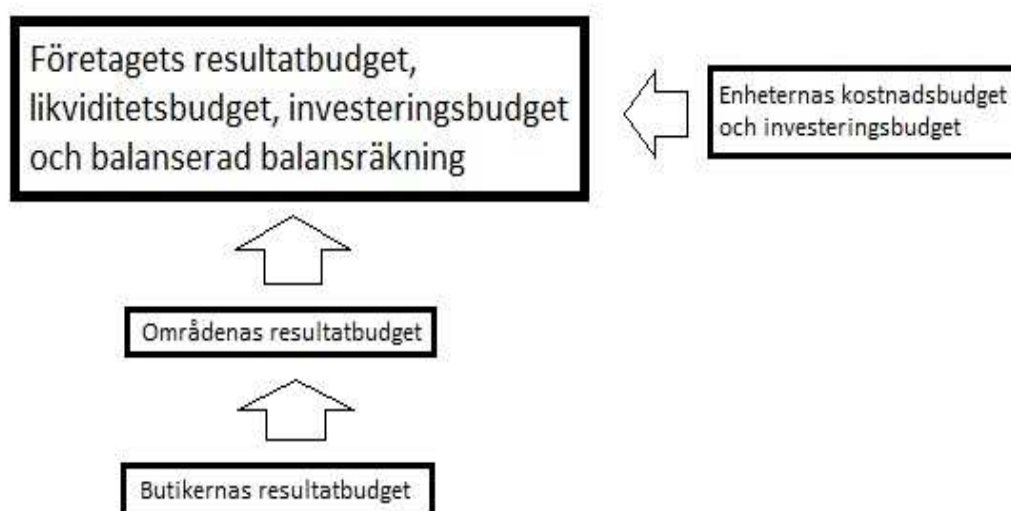 Företagets resultatbudget,
likviditetsbudget, investeringsbudget
och balanserad balansräkning
Enheternas kostnadsbudget
och investeringsbudget
Områdenas resultatbudget
Butikernas resultatbudget